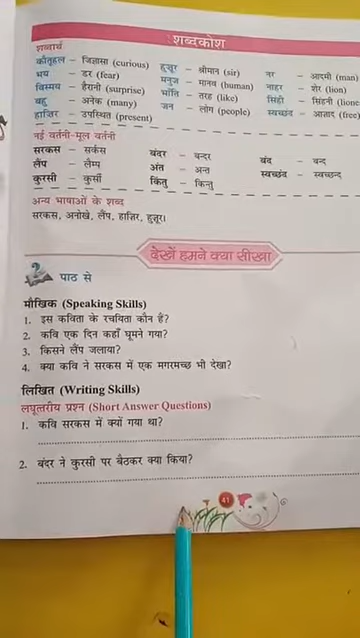 शब्दकोश
शब्दार्थ
कौतूहल – जिज्ञासा (curious) हुज़ूर – श्रीमान (sir) नर – आदमी (man)
भय – डर (fear) मनुज – मानव (human) नाहर – शेर (lion)
विस्मय – हैरानी (surprise) भाँति – तरह (like) सिंही – सिंहनी
बहु – अनेक (many) जन – लोग (people) स्वच्छंद – आज़ाद (free)
हाज़िर – उपस्थित (present)
नई वर्तनी-मूल वर्तनी
सरकस – सर्कस बंदर – बन्दर बंद – बन्द
लैंप – लैम्प अंत – अन्त स्वच्छंद – स्वच्छन्द
कुरसी – कुर्सी किंतु – किन्तु
अन्य भाषाओं के शब्द
सरकस, अनोखे, लैंप, हाज़िर, हुज़ूर।
देखें हमने क्या सीखा
पाठ से
मौखिक (Speaking Skills)
1. इस कविता के रचयिता कौन हैं?
2. कवि एक दिन कहाँ घूमने गया?
3. किसने लैंप जलाया?
4. क्या कवि ने सरकस में एक मगरमच्छ भी देखा?
लिखित (Writing Skills)
लघूत्तरीय प्रश्न (Short Answer Questions)
1. कवि सरकस में क्यों गया था?
2. बंदर ने कुरसी पर बैठकर क्या किया?
41